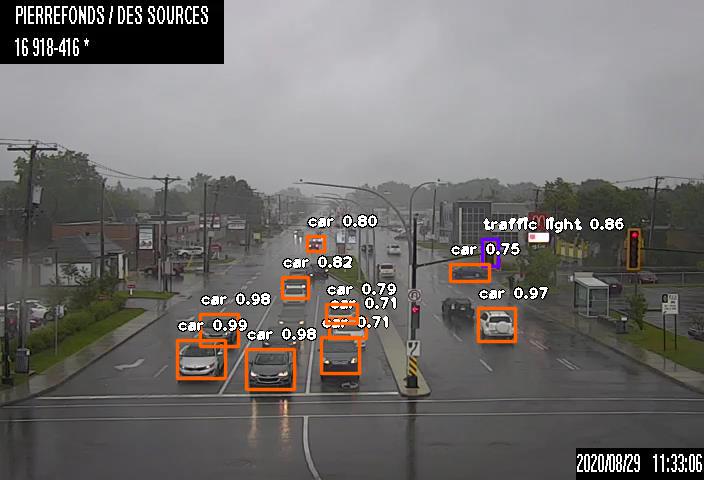 PIERREFONDS / DES SOURCES
16 918-416 *
car 0.80
traffic light 0.86
car 0.75
car 0.82
car 0.79
car 0.71
car 0.98
car 0.97
car 0.99
car 0.98
car 0.71
2020/08/29 11:33:06